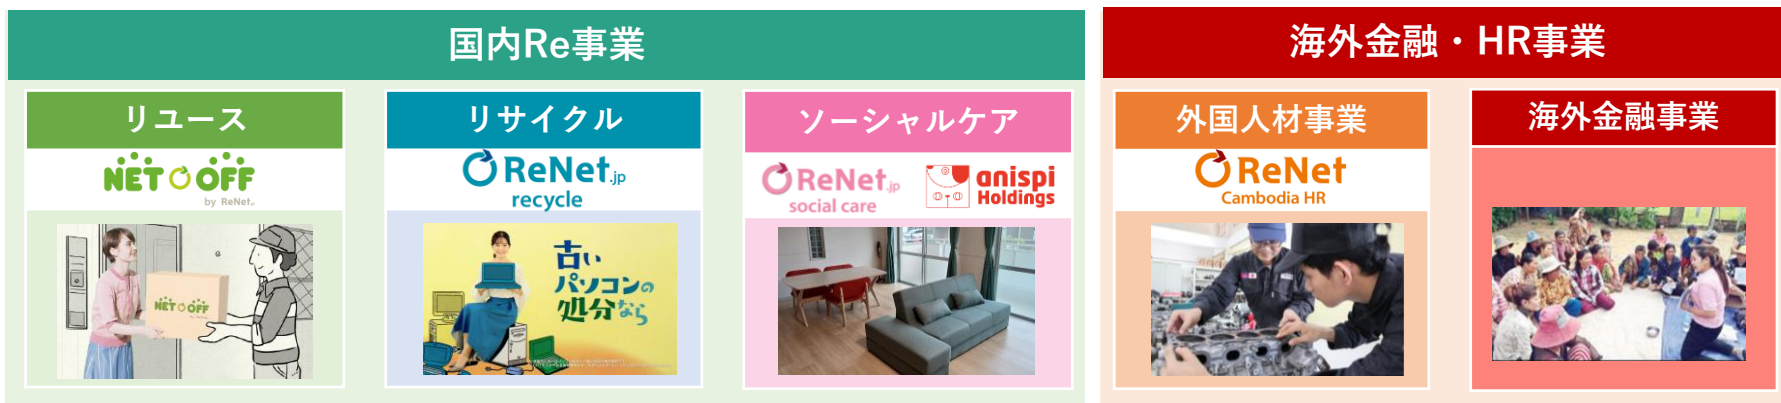 国内Re事業
リユース
NET OFF
by ReNet.
NET OFF
リサイクル
ReNet.jp
recycle
古い
パソコンの
処分なら
ソーシャルケア
ReNet.jp
social care
anispi
Holdings
海外金融・HR事業
外国人材事業
ReNet
Cambodia HR
海外金融事業